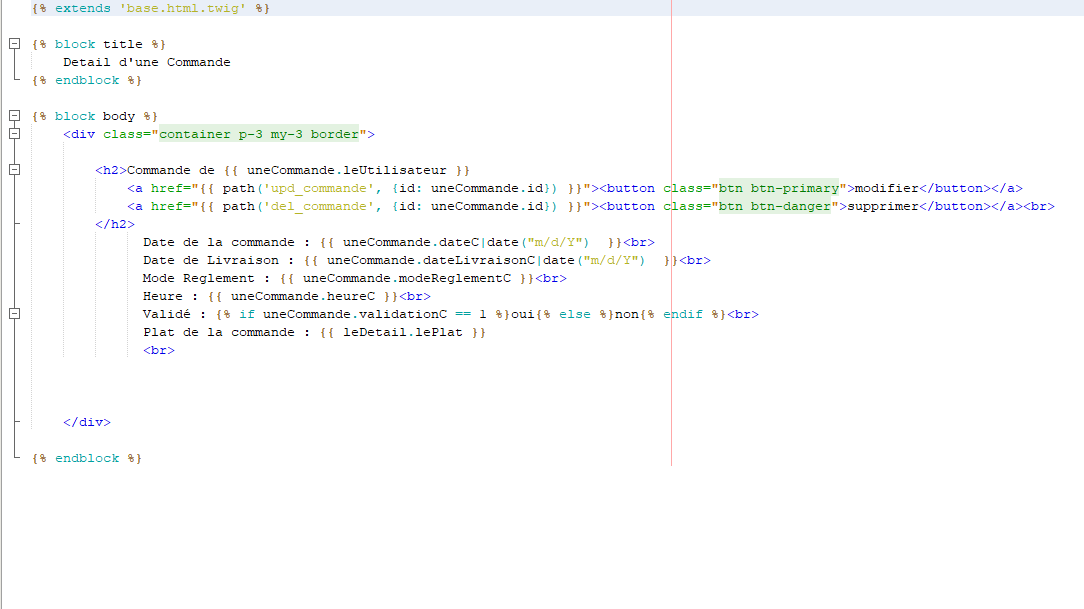 {% extends 'base.html.twig' %}
{% block title %}
Detail d'une Commande
{% endblock %}
{% block body %}
<div class="container p-3 my-3 border">
<h2>Commande de {{ uneCommande.leUtilisateur }}
<a href="{{ path('upd_commande', {id: uneCommande.id}) }}"><button class="btn btn-primary">modifier</button></a>
<a href="{{ path('del_commande', {id: uneCommande.id}) }}"><button class="btn btn-danger">supprimer</button></a><br>
</h2>
Date de la commande : {{ uneCommande.dateC|date("m/d/Y")  }}<br>
Date de Livraison : {{ uneCommande.dateLivraisonC|date("m/d/Y")  }}<br>
Mode Reglement : {{ uneCommande.modeReglementC }}<br>
Heure : {{ uneCommande.heureC }}<br>
Validé : {% if uneCommande.validationC == 1 %}oui{% else %}non{% endif %}<br>
Plat de la commande : {{ leDetail.lePlat }}
<br>
</div>
{% endblock %}